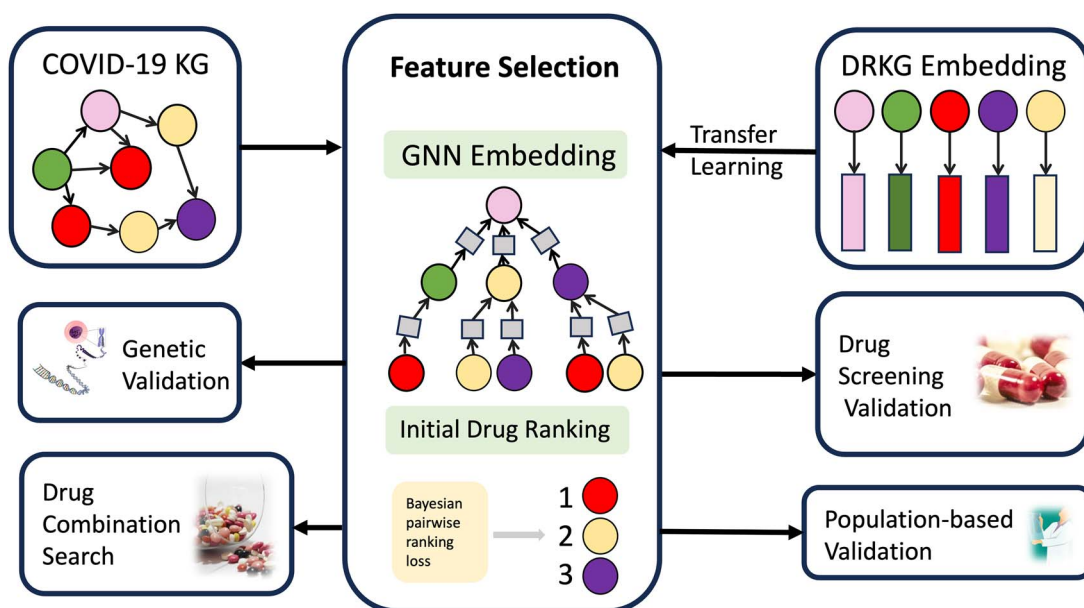 COVID-19 KG
Feature Selection
GNN Embedding
Initial Drug Ranking
Bayesian
pairwise
ranking
loss
1
2
3
DRKG Embedding
Transfer
Learning
Genetic
Validation
Drug
Combination
Search
Drug
Screening
Validation
Population-based
Validation